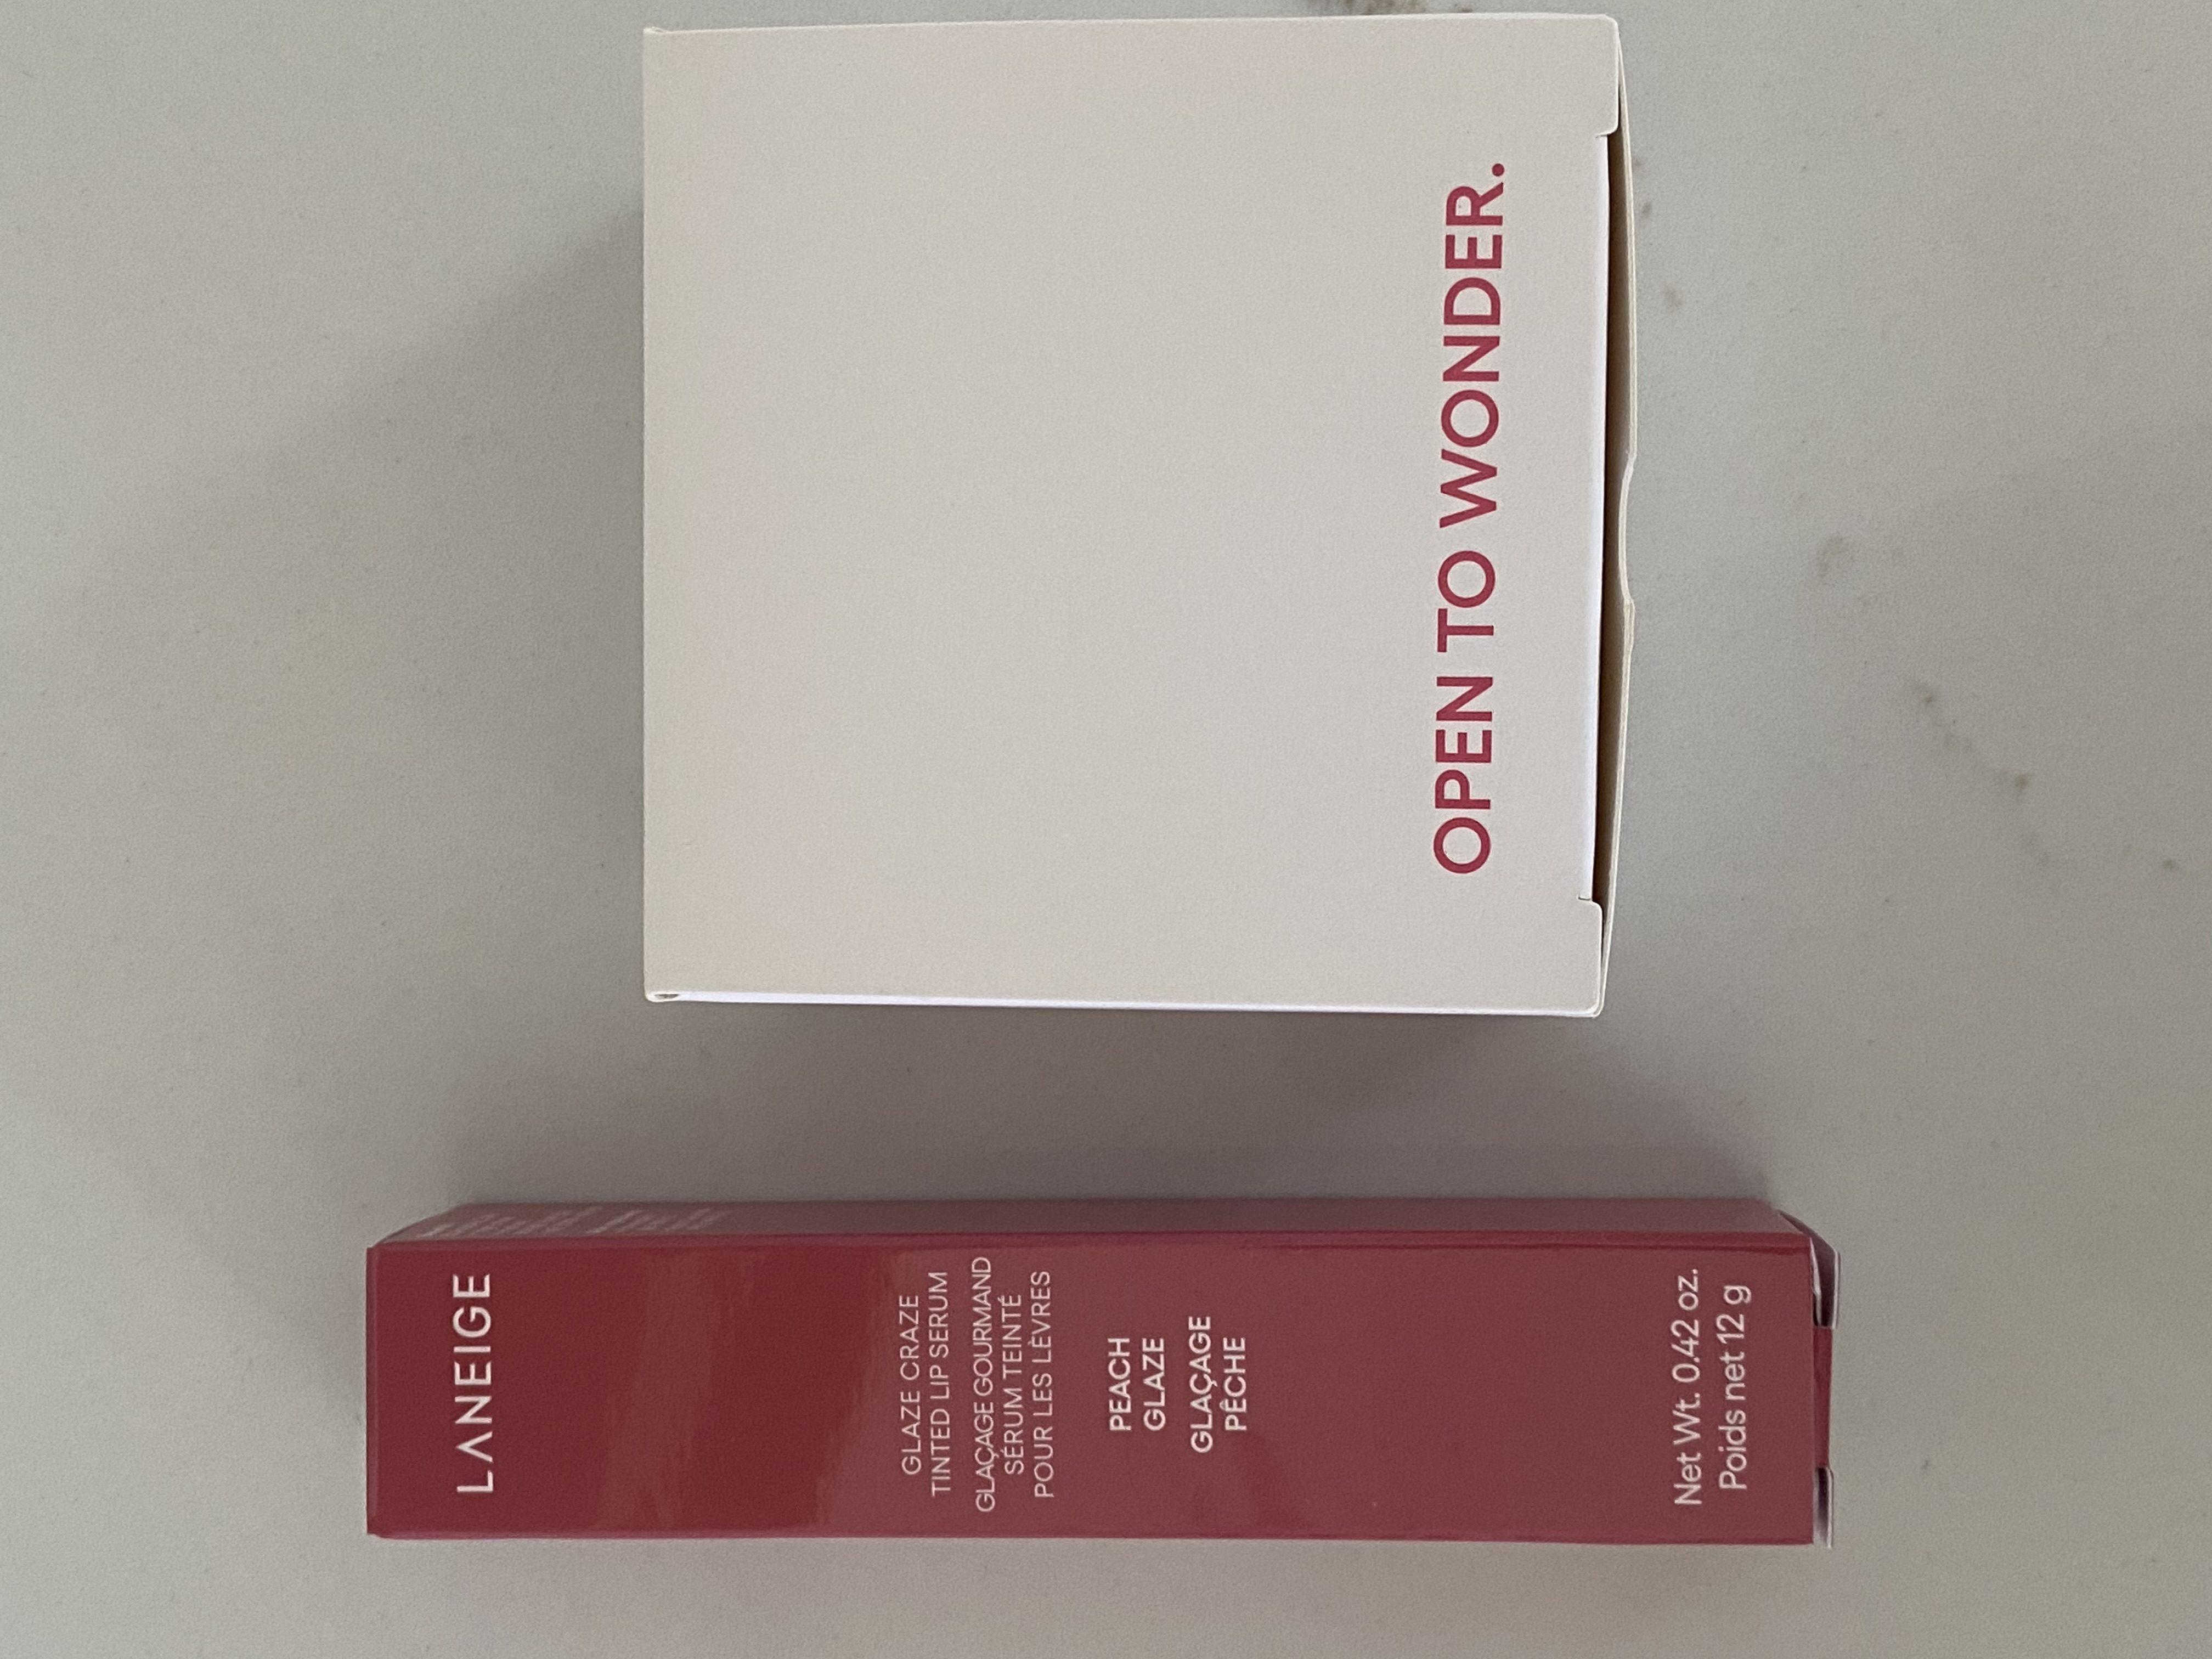 OPEN TO WONDER.
LANEIGE
GLAZE CRAZE
TINTED LIP SERUM
GLAÇAGE GOURMAND
SÉRUM TEINTÉ
POUR LES LÈVRES
PEACH
GLAZE
GLAÇAGE
PÊCHE
Net Wt. 0.42 oz.
Poids net 12 g